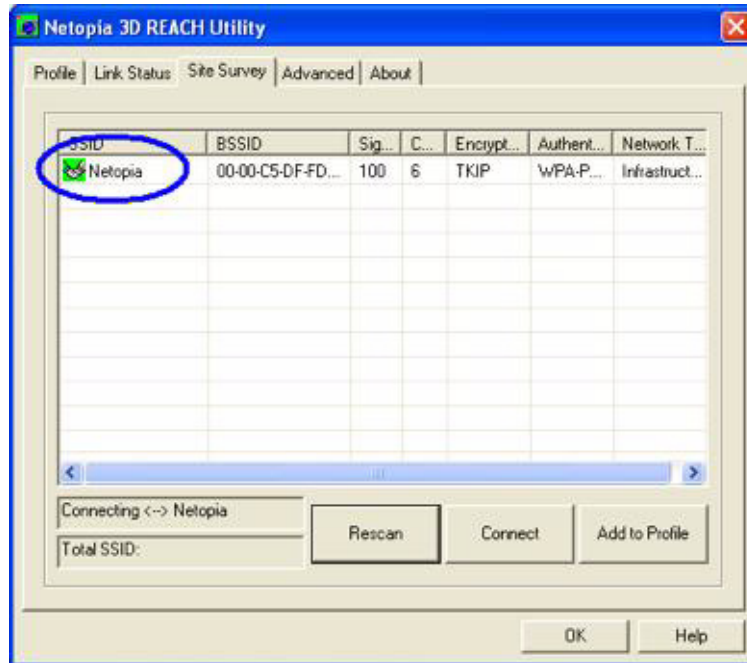 Netopia 3D REACH Utility
Profile Link Status Site Survey Advanced About
SSID BSSID Sig... C... Encrypt... Authent... Network T...
Netopia 00-00-C5-DF-FD... 100 6 TKIP WPA-P... Infrastruct...
Connecting <--> Netopia
Total SSID:
Rescan Connect Add to Profile
OK Help